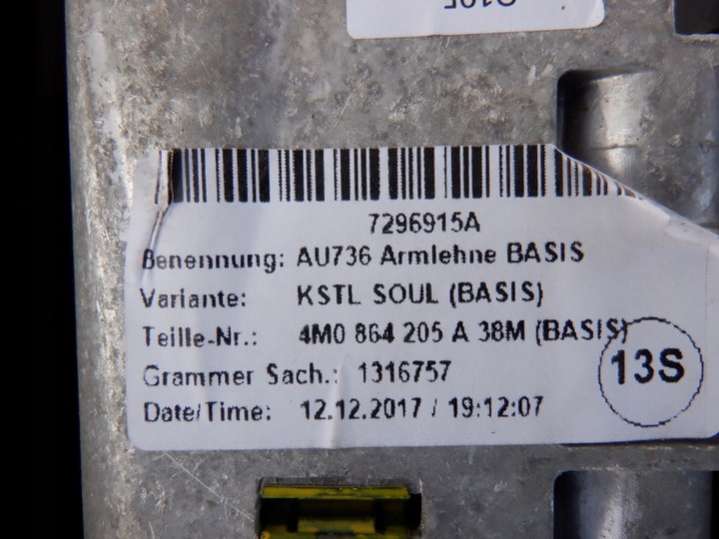 O105
7296915A
Benennung: AU736 Armlehne BASIS
Variante: KSTL SOUL (BASIS)
Teille-Nr.: 4M0 864 205 A 38M (BASIS)
13S
Grammer Sach.: 1316757
Date/Time: 12.12.2017 / 19:12:07